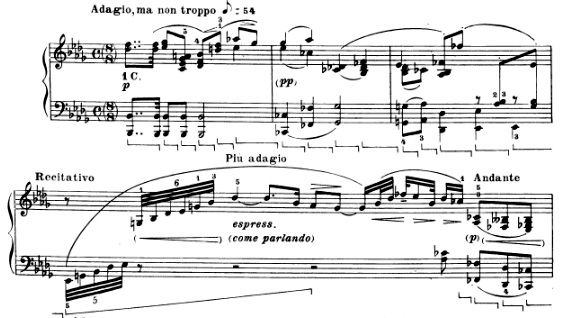 Adagio, ma non troppo ♪ = 54
1 C.
p
(pp)
Più adagio
Recitativo
Andante
espress.
(come parlando)
(p)